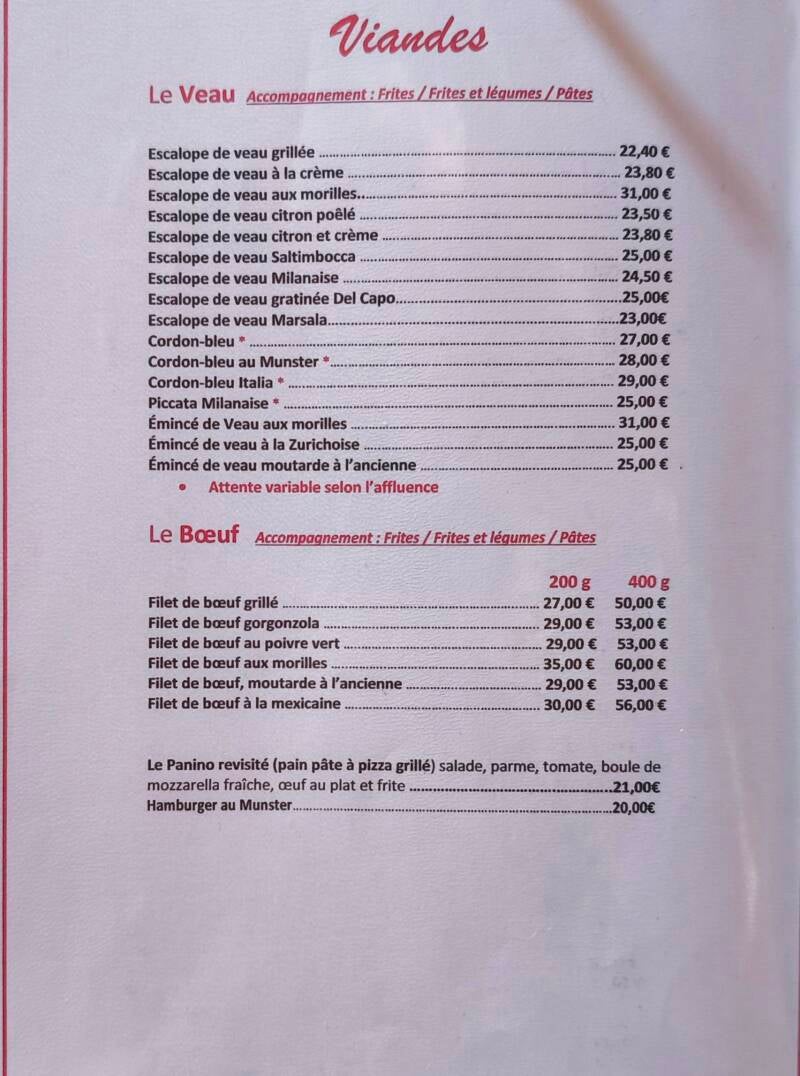 Viandes
Le Veau Accompagnement : Frites / Frites et légumes / Pâtes
Escalope de veau grillée 22,40 €
Escalope de veau à la crème 23,80 €
Escalope de veau aux morilles 31,00 €
Escalope de veau citron poêlé 23,50 €
Escalope de veau citron et crème 23,80 €
Escalope de veau Saltimbocca 25,00 €
Escalope de veau Milanaise 24,50 €
Escalope de veau gratinée Del Capo 25,00€
Escalope de veau Marsala 23,00€
Cordon-bleu * 27,00 €
Cordon-bleu au Munster * 28,00 €
Cordon-bleu Italia * 29,00 €
Piccata Milanaise * 25,00 €
Émincé de Veau aux morilles 31,00 €
Émincé de veau à la Zurichoise 25,00 €
Émincé de veau moutarde à l'ancienne 25,00 €
• Attente variable selon l'affluence
Le Bœuf Accompagnement : Frites / Frites et légumes / Pâtes
200 g 400 g
Filet de bœuf grillé 27,00 € 50,00 €
Filet de bœuf gorgonzola 29,00 € 53,00 €
Filet de bœuf au poivre vert 29,00 € 53,00 €
Filet de bœuf aux morilles 35,00 € 60,00 €
Filet de bœuf, moutarde à l'ancienne 29,00 € 53,00 €
Filet de bœuf à la mexicaine 30,00 € 56,00 €
Le Panino revisité (pain pâte à pizza grillé) salade, parme, tomate, boule de
mozzarella fraîche, œuf au plat et frite 21,00€
Hamburger au Munster 20,00€